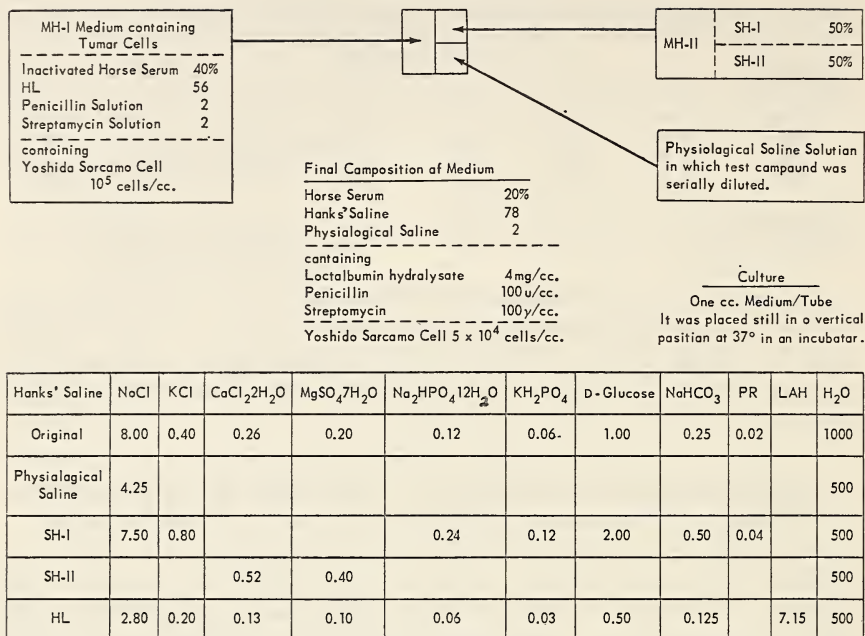 MH-I Medium containing
Tumar Cells
Inactivated Horse Serum 40%
HL 56
Penicillin Salution 2
Streptamycin Solution 2
cantoining
Yoshida Sorcamo Cell
10⁵ cells/cc.
MH-II
SH-I 50%
SH-II 50%
Physiological Soline Solutian
in which test campaund was
serially diluted.
Final Campositian af Medium
Harse Serum 20%
Hanks' Saline 78
Physialogical Saline 2
cantaining
Loctalbumin hydralysate 4mg/cc.
Penicillin 100u/cc.
Streptomycin 100γ/cc.
Yoshido Sarcamo Cell 5 x 10⁴ cells/cc.
Culture
One cc. Medium/Tube
It was placed still in o vertical
pasitian at 37° in an incubatar.
Hanks' Saline NoCl KCl CaCl₂2H₂O MgSO₄7H₂O Na₂HPO₄12H₂O KH₂PO₄ D-Glucose NaHCO₃ PR LAH H₂O
Original 8.00 0.40 0.26 0.20 0.12 0.06- 1.00 0.25 0.02 1000
Physialagical
Saline 4.25 500
SH-I 7.50 0.80 0.24 0.12 2.00 0.50 0.04 500
SH-II 0.52 0.40 500
HL 2.80 0.20 0.13 0.10 0.06 0.03 0.50 0.125 7.15 500